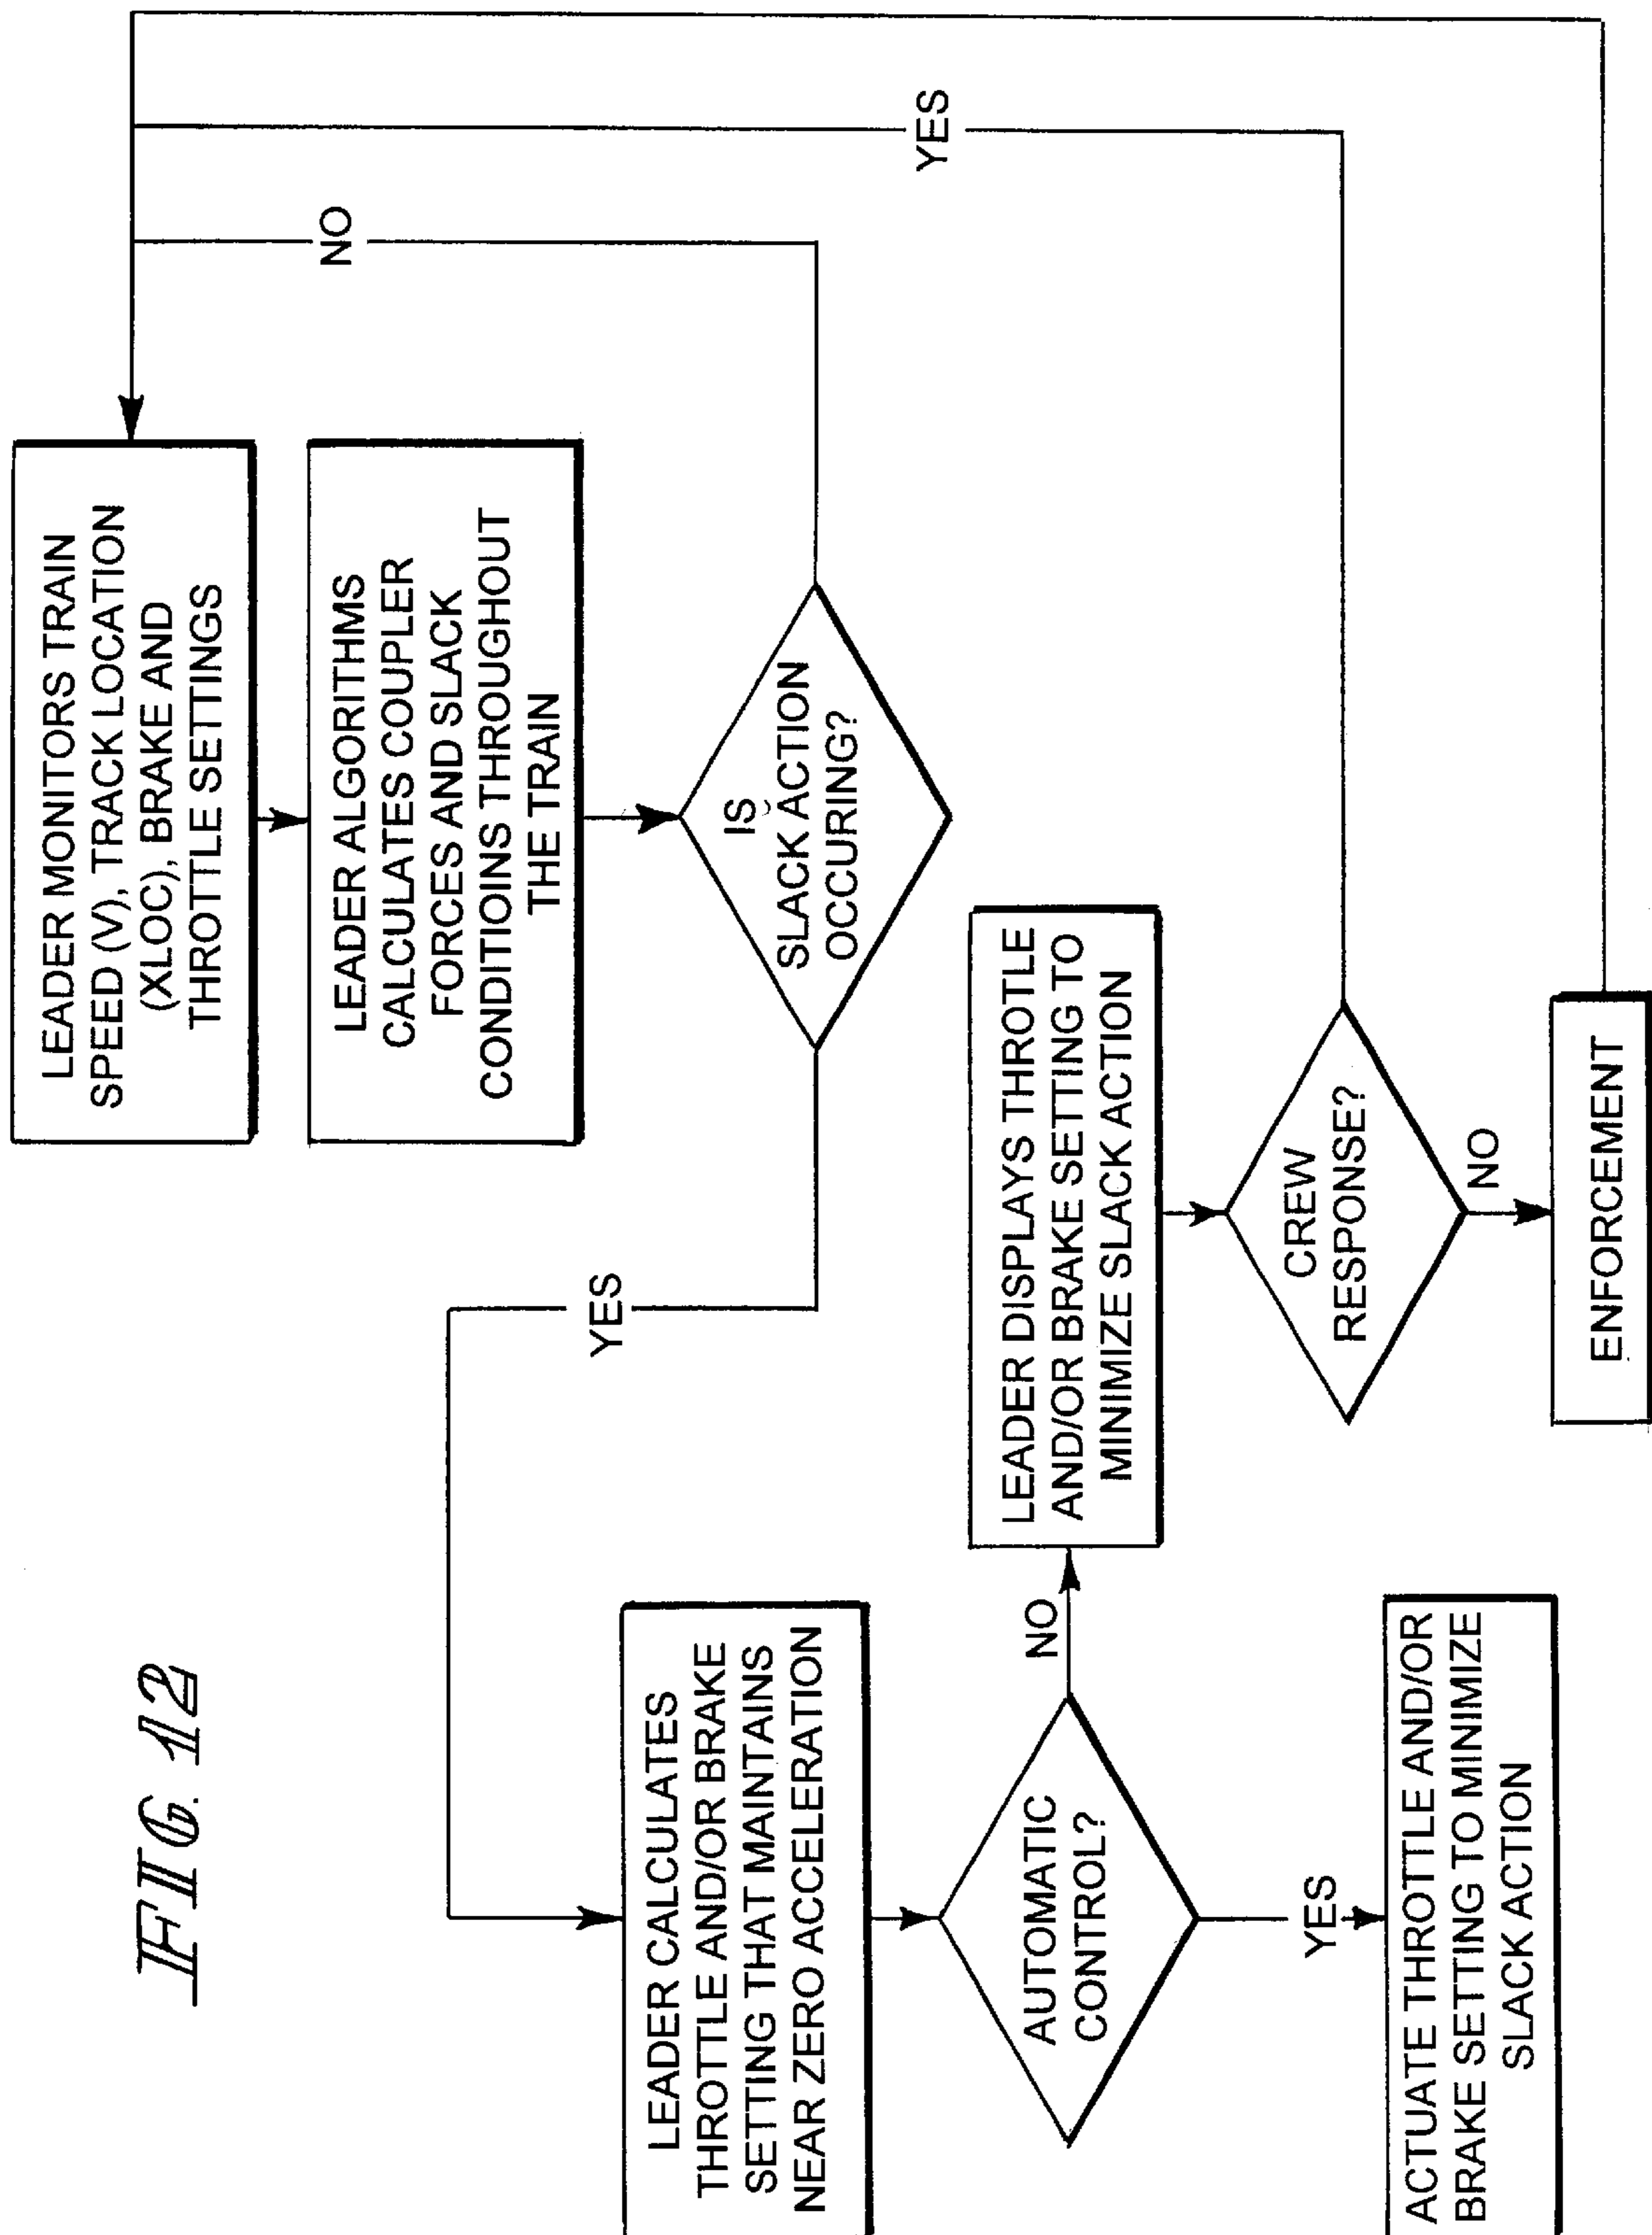 FIG. 12
LEADER MONITORS TRAIN
SPEED (V), TRACK LOCATION
(XLOC), BRAKE AND
THROTTLE SETTINGS
LEADER ALGORITHMS
CALCULATES COUPLER
FORCES AND SLACK
CONDITIOINS THROUGHOUT
THE TRAIN
IS
SLACK ACTION
OCCURING?
NO
YES
LEADER CALCULATES
THROTTLE AND/OR BRAKE
SETTING THAT MAINTAINS
NEAR ZERO ACCELERATION
AUTOMATIC
CONTROL?
NO
YES
ACTUATE THROTTLE AND/OR
BRAKE SETTING TO MINIMIZE
SLACK ACTION
LEADER DISPLAYS THROTLE
AND/OR BRAKE SETTING TO
MINIMIZE SLACK ACTION
CREW
RESPONSE?
YES
NO
ENFORCEMENT